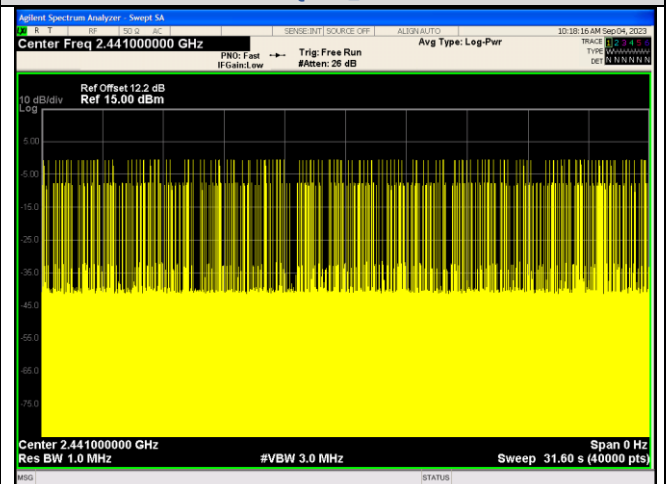 Agilent Spectrum Analyzer - Swept SA
R T RF 50 Ω AC SENSE:INT SOURCE OFF ALIGN AUTO 10:18:16 AM Sep 04, 2023
Center Freq 2.441000000 GHz Avg Type: Log-Pwr TRACE 1 2 3 4 5 6
PNO: Fast Trig: Free Run TYPE
IFGain:Low #Atten: 26 dB DET N N N N N N
Ref Offset 12.2 dB
10 dB/div Ref 15.00 dBm
Log
5.00
-5.00
-15.0
-25.0
-35.0
-45.0
-55.0
-65.0
-75.0
Center 2.441000000 GHz Span 0 Hz
Res BW 1.0 MHz #VBW 3.0 MHz Sweep 31.60 s (40000 pts)
MSG STATUS